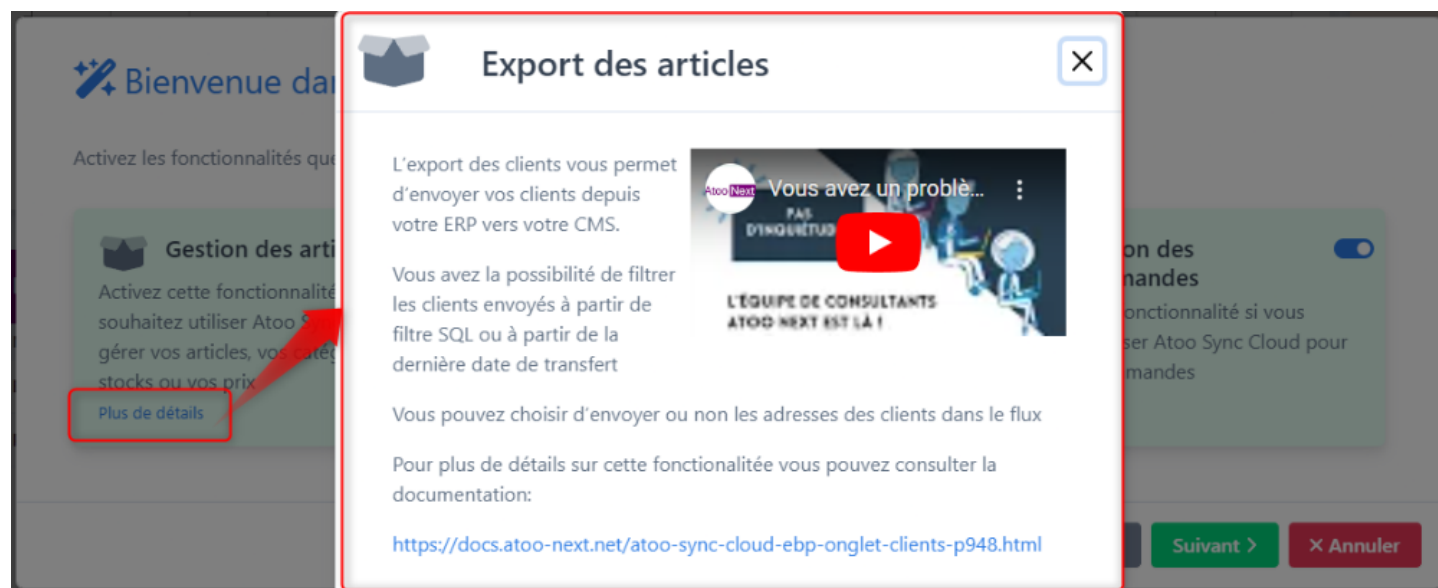 Bienvenue da
Activez les fonctionnalités que
Gestion des arti
Activez cette fonctionnalité
souhaitez utiliser Atoo
gérer vos articles, vos
stocks ou vos prix
Plus de détails
Export des articles
L'export des clients vous permet
d'envoyer vos clients depuis
votre ERP vers votre CMS.
Vous avez la possibilité de filtrer
les clients envoyés à partir de
filtre SQL ou à partir de la
dernière date de transfert
Atoo Next
Vous avez un problè...
PAS
D'INQUIÉTUD
L'ÉQUIPE DE CONSULTANTS
ATOO NEXT EST LÀ !
Vous pouvez choisir d'envoyer ou non les adresses des clients dans le flux
Pour plus de détails sur cette fonctionalitée vous pouvez consulter la
documentation:
https://docs.atoo-next.net/atoo-sync-cloud-ebp-onglet-clients-p948.html
on des
mandes
onctionnalité si vous
ser Atoo Sync Cloud pour
mandes
Suivant >
× Annuler